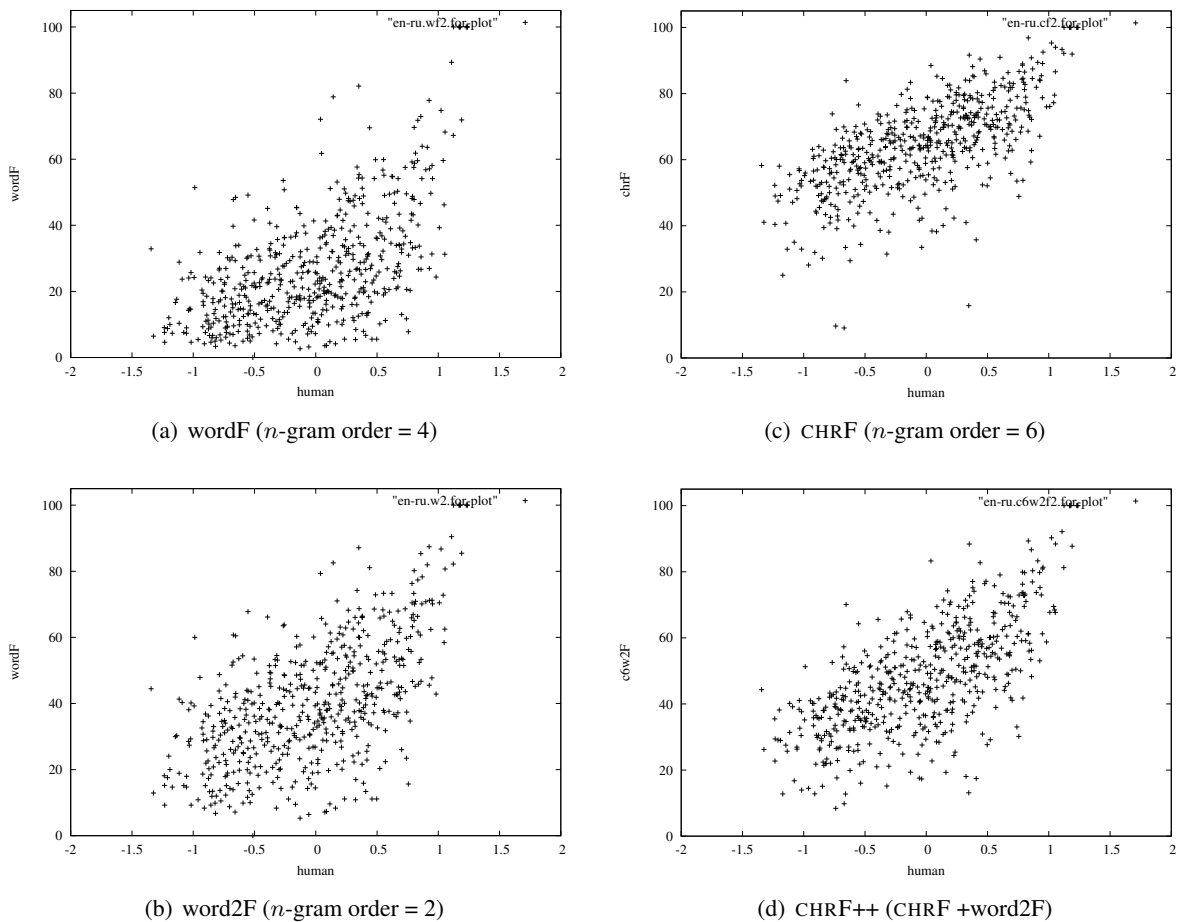 100
80
60
40
20
0
wordF
"en-ru.wf2.for-plot"
-2 -1.5 -1 -0.5 0 0.5 1 1.5 2
human
(a) wordF (n-gram order = 4)
100
80
60
40
20
0
chrF
"en-ru.cf2.for-plot"
-2 -1.5 -1 -0.5 0 0.5 1 1.5 2
human
(c) CHRF (n-gram order = 6)
100
80
60
40
20
0
wordF
"en-ru.w2.for-plot"
-2 -1.5 -1 -0.5 0 0.5 1 1.5 2
human
(b) word2F (n-gram order = 2)
100
80
60
40
20
0
c6w2F
"en-ru.c6w2f2.for-plot"
-2 -1.5 -1 -0.5 0 0.5 1 1.5 2
human
(d) CHRF++ (CHRF +word2F)